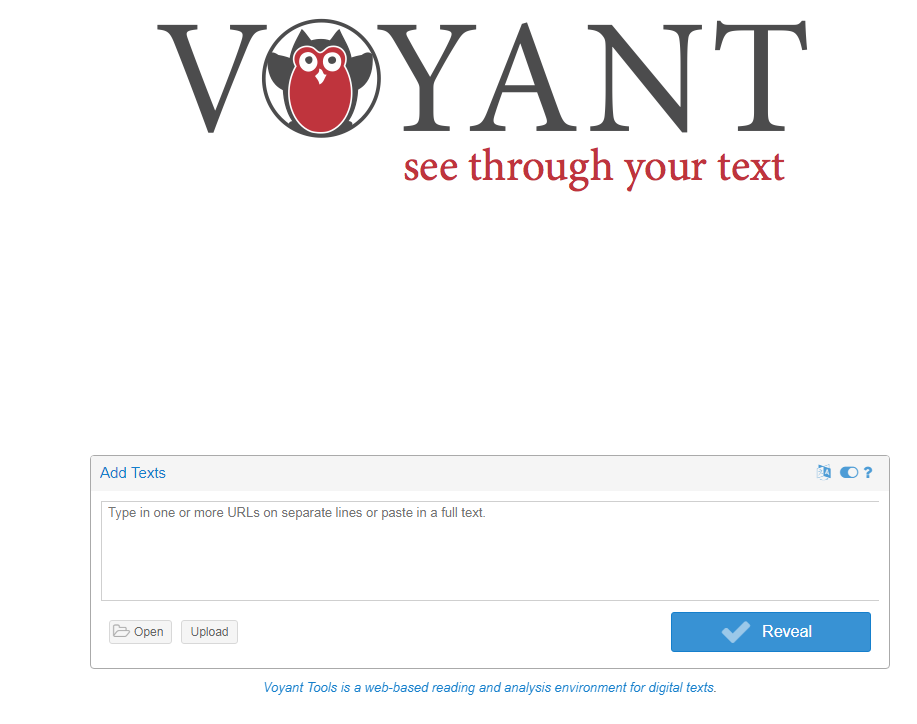 VOYANT
see through your text
Add Texts
?
Type in one or more URLs on separate lines or paste in a full text.
Open
Upload
Reveal
Voyant Tools is a web-based reading and analysis environment for digital texts.